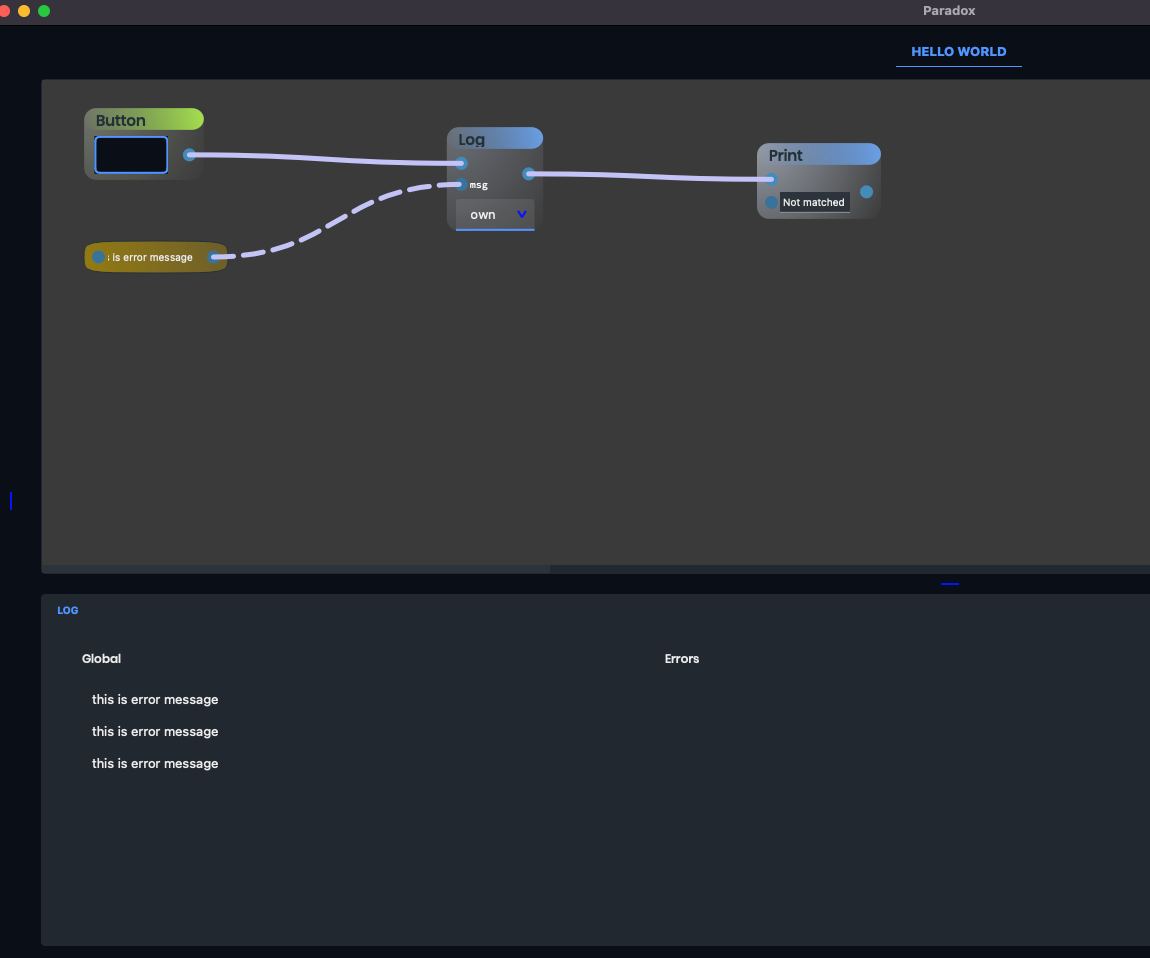 Paradox
HELLO WORLD
Button
Log
msg
own
Print
Not matched
is error message
LOG
Global
Errors
this is error message
this is error message
this is error message